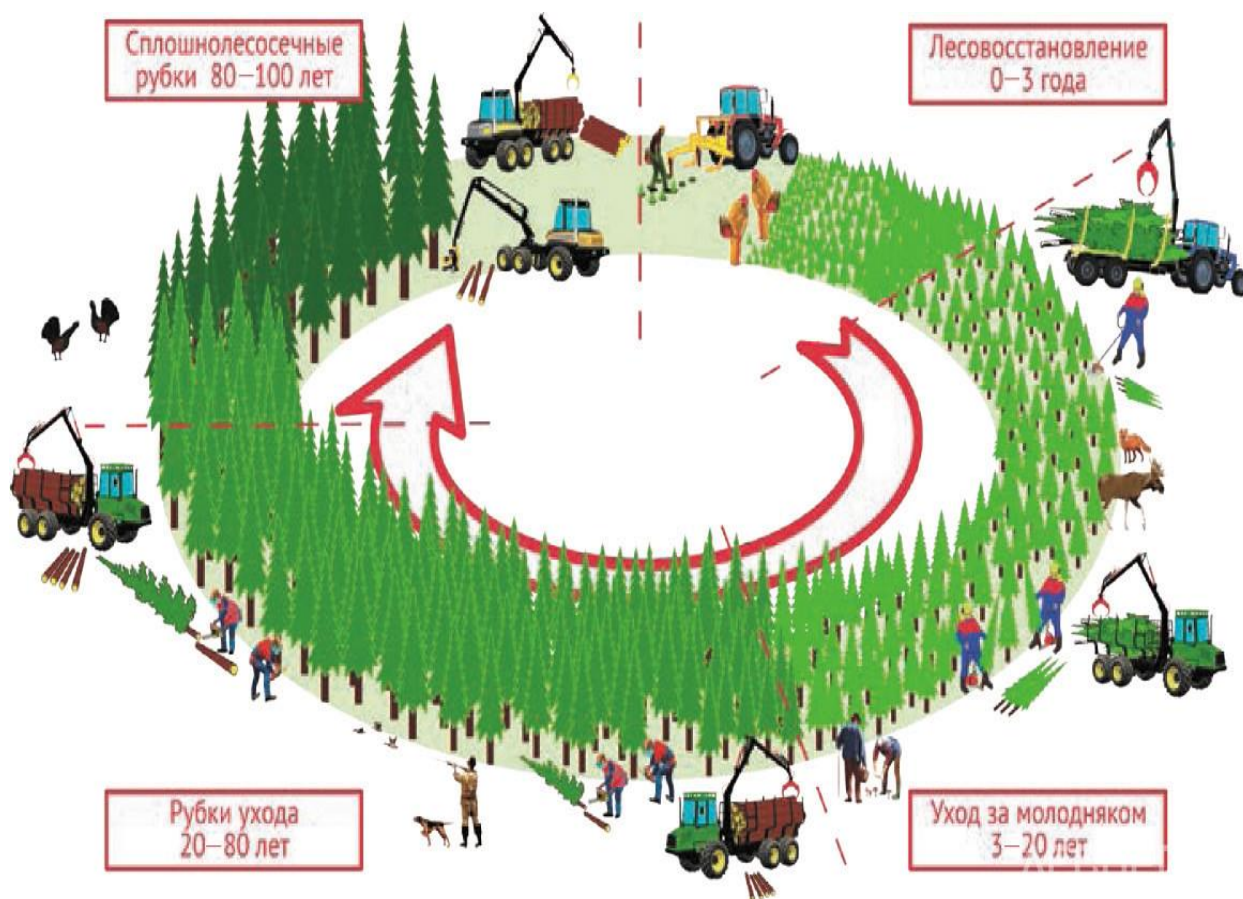 Сплошнолесосечные
рубки 80—100 лет
Лесовосстановление
0—3 года
Рубки ухода
20—80 лет
Уход за молодняком
3—20 лет